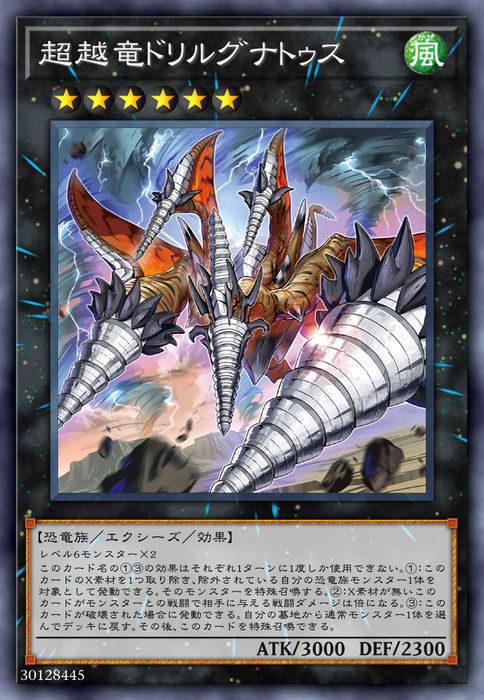 超越竜ドリルグナトゥス
かぜ
風
【恐竜族／エクシーズ／効果】
レベル6モンスター×2
このカード名の①③の効果はそれぞれ1ターンに1度しか使用できない。①：この
カードのX素材を1つ取り除き、除外されている自分の恐竜族モンスター1体を
対象として発動できる。そのモンスターを特殊召喚する。②：X素材が無いこの
カードがモンスターとの戦闘で相手に与える戦闘ダメージは倍になる。③：この
カードが破壊された場合に発動できる。自分の墓地から通常モンスター1体を選
んでデッキに戻す。その後、このカードを特殊召喚できる。
ATK/3000 DEF/2300
30128445